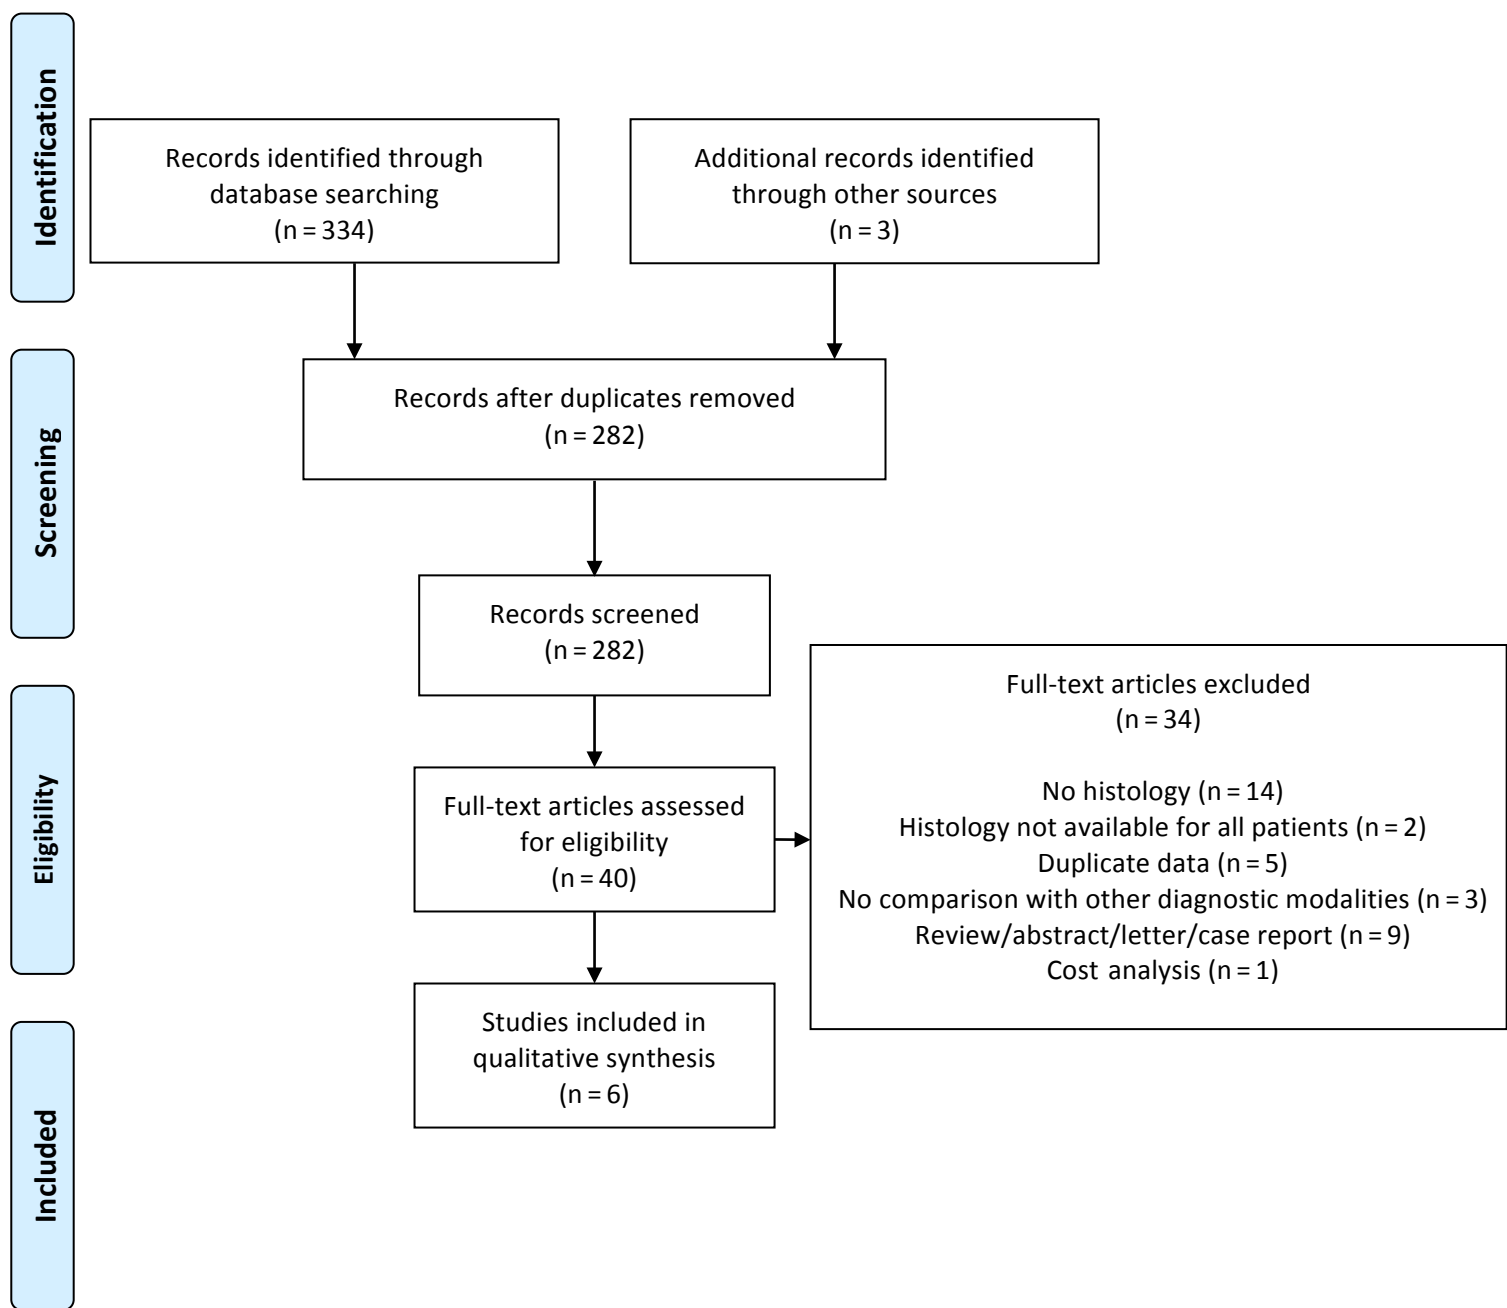 Identification
Records identified through
database searching
(n = 334)
Additional records identified
through other sources
(n = 3)
Screening
Records after duplicates removed
(n = 282)
Records screened
(n = 282)
Eligibility
Full-text articles assessed
for eligibility
(n = 40)
Full-text articles excluded
(n = 34)
No histology (n = 14)
Histology not available for all patients (n = 2)
Duplicate data (n = 5)
No comparison with other diagnostic modalities (n = 3)
Review/abstract/letter/case report (n = 9)
Cost analysis (n = 1)
Included
Studies included in
qualitative synthesis
(n = 6)